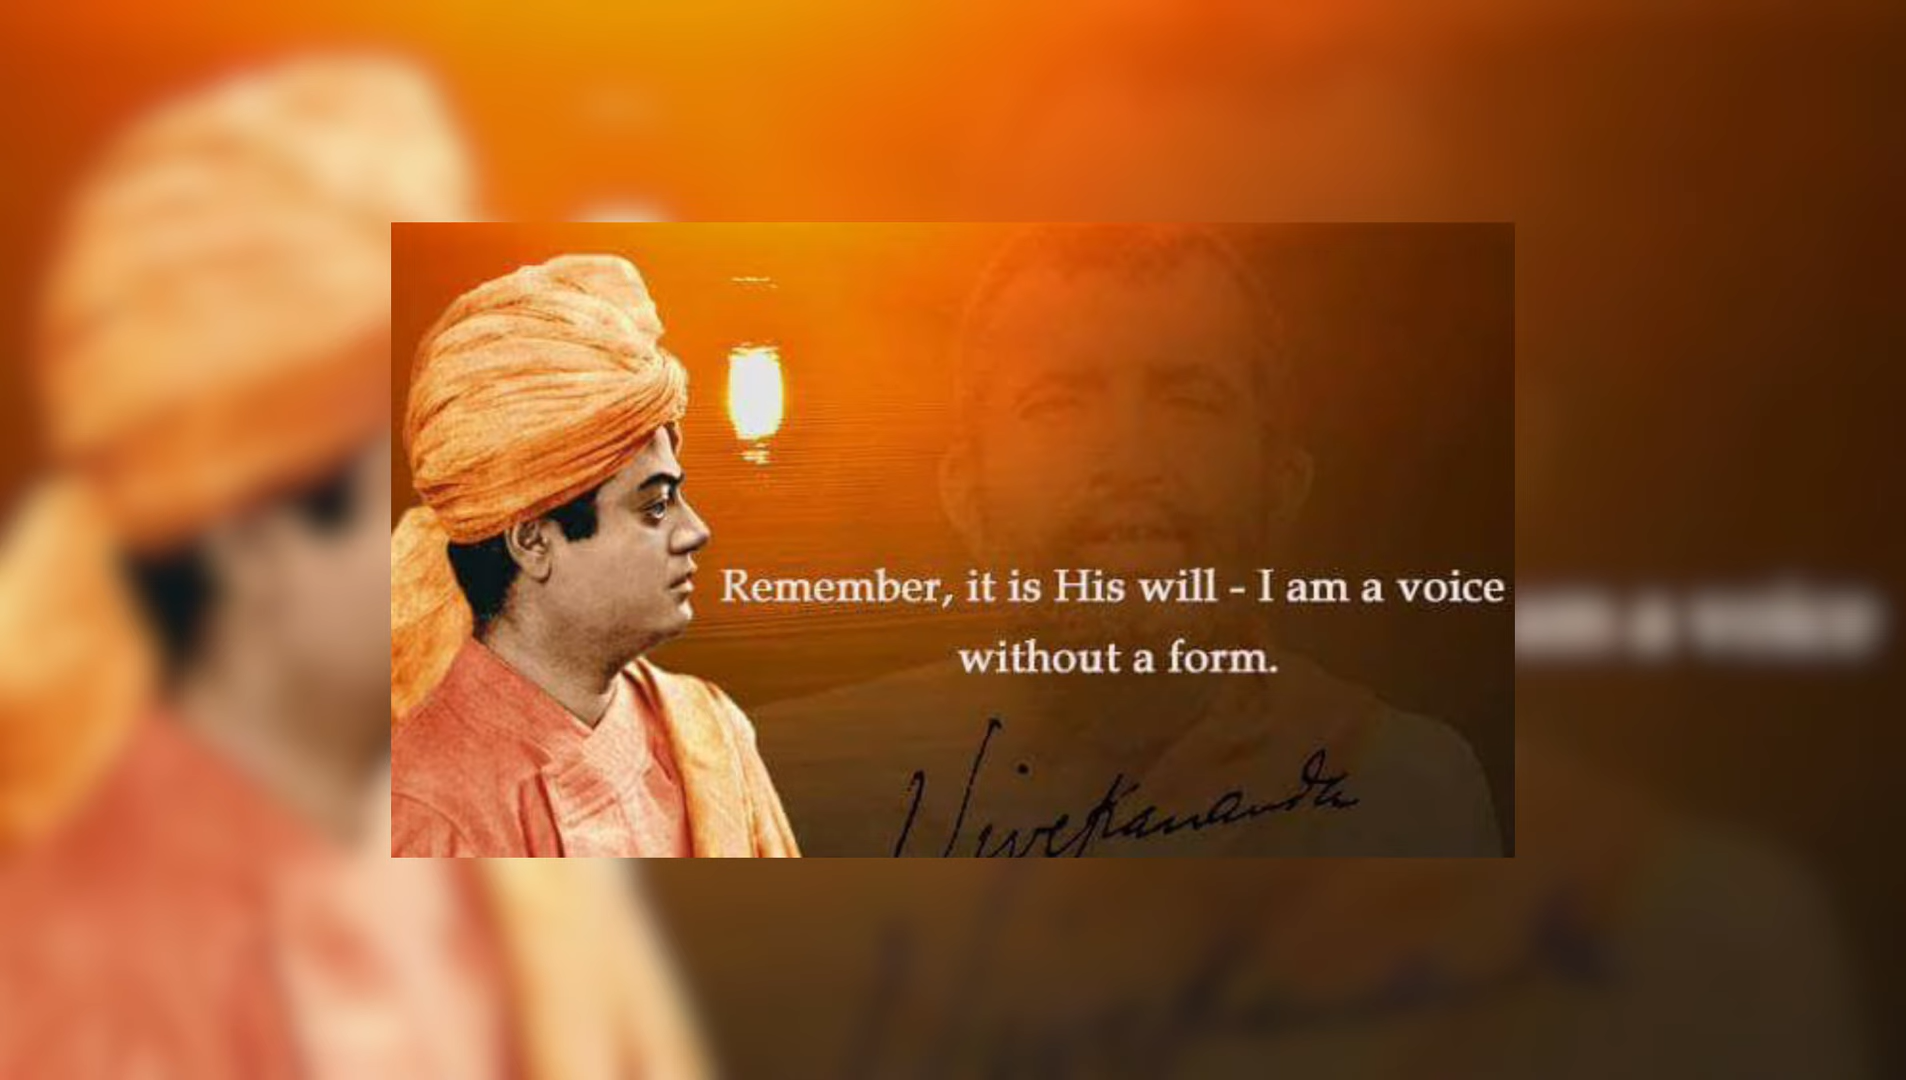 Remember, it is His will - I am a voice
without a form.
Vivekananda